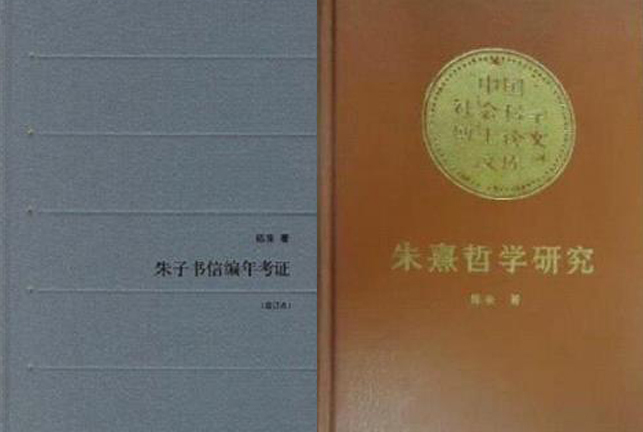 陈来 著
朱子书信编年考证
(增订本)
中国社会科学博士论文文库
朱熹哲学研究
陈来 著